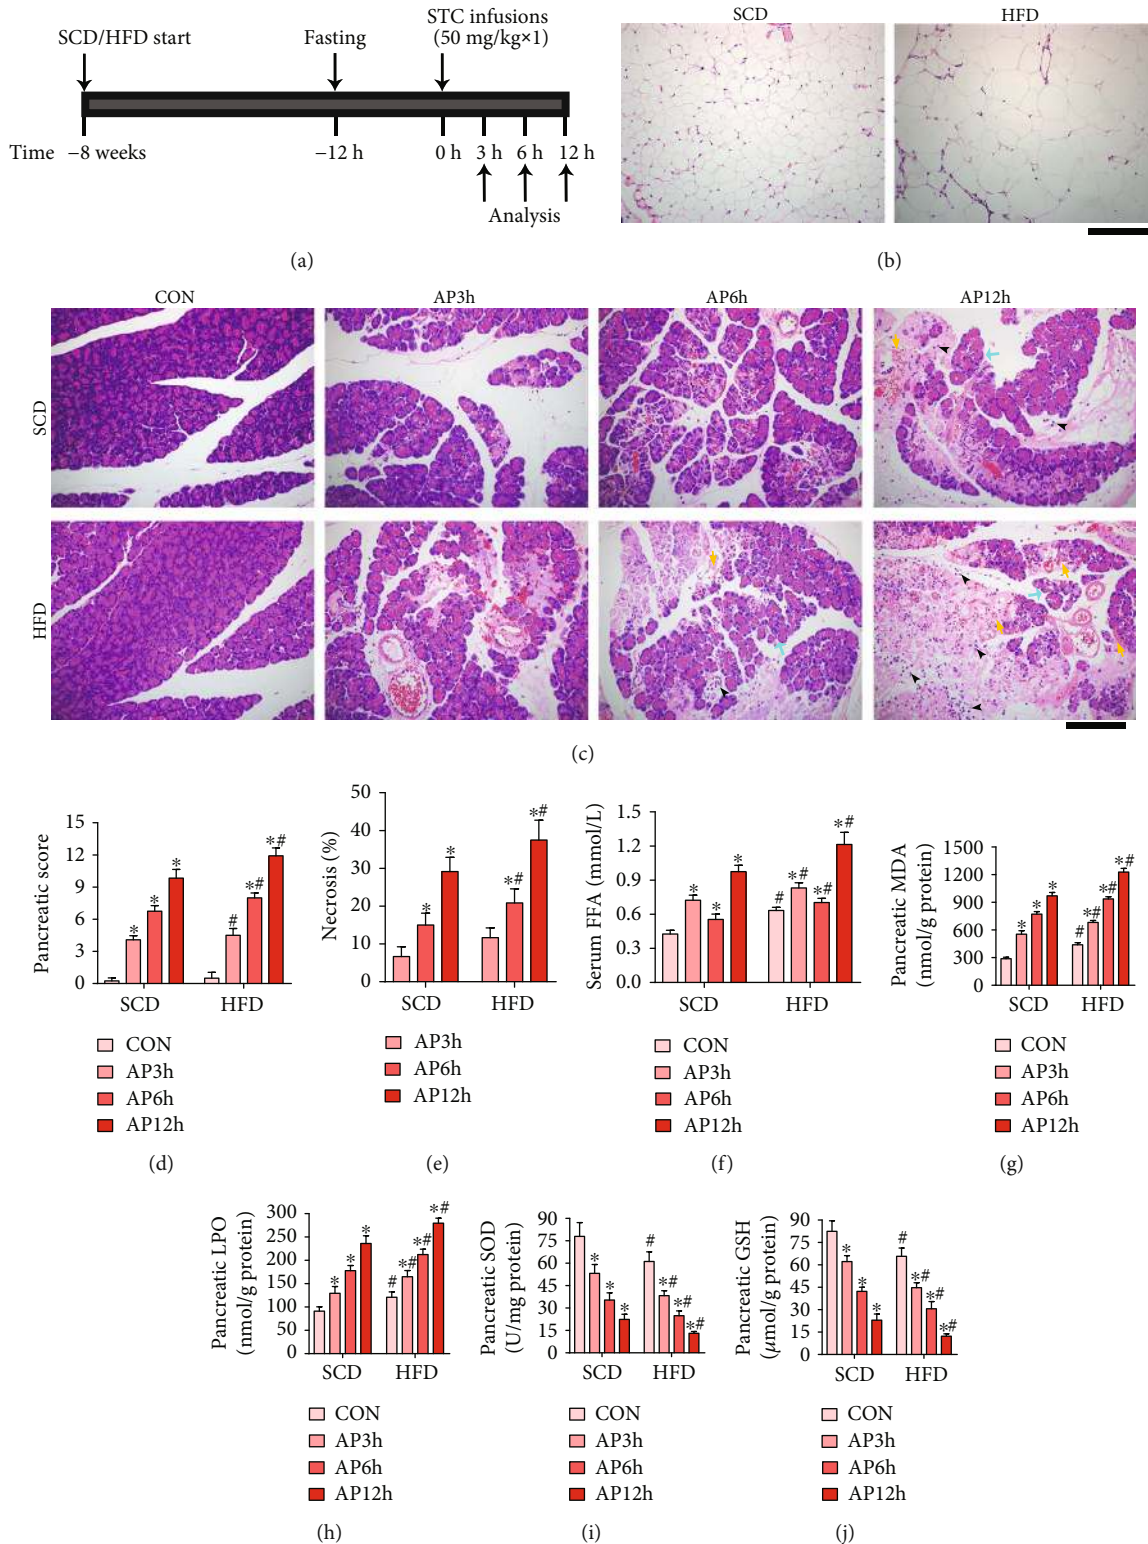 SCD/HFD start
Fasting
STC infusions
(50 mg/kg×1)
Time −8 weeks −12 h 0 h 3 h 6 h 12 h
Analysis
(a)
SCD HFD
(b)
CON AP3h AP6h AP12h
SCD
HFD
(c)
Pancreatic score
15
12
9
6
3
0
* * * # *# *#
SCD HFD
CON
AP3h
AP6h
AP12h
(d)
Necrosis (%)
50
40
30
20
10
0
* * *# *#
SCD HFD
AP3h
AP6h
AP12h
(e)
Serum FFA (mmol/L)
1.5
1.2
0.9
0.6
0.3
0.0
* * * # *# *# *#
SCD HFD
CON
AP3h
AP6h
AP12h
(f)
Pancreatic MDA
(nmol/g protein)
1500
1200
900
600
300
0
* * * # *# *# *#
SCD HFD
CON
AP3h
AP6h
AP12h
(g)
Pancreatic LPO
(nmol/g protein)
300
250
200
150
100
50
0
* * * # *# *# *#
SCD HFD
CON
AP3h
AP6h
AP12h
(h)
Pancreatic SOD
(U/mg protein)
90
75
60
45
30
15
0
* * * # *# *# *#
SCD HFD
CON
AP3h
AP6h
AP12h
(i)
Pancreatic GSH
(μmol/g protein)
90
75
60
45
30
15
0
* * * # *# *# *#
SCD HFD
CON
AP3h
AP6h
AP12h
(j)